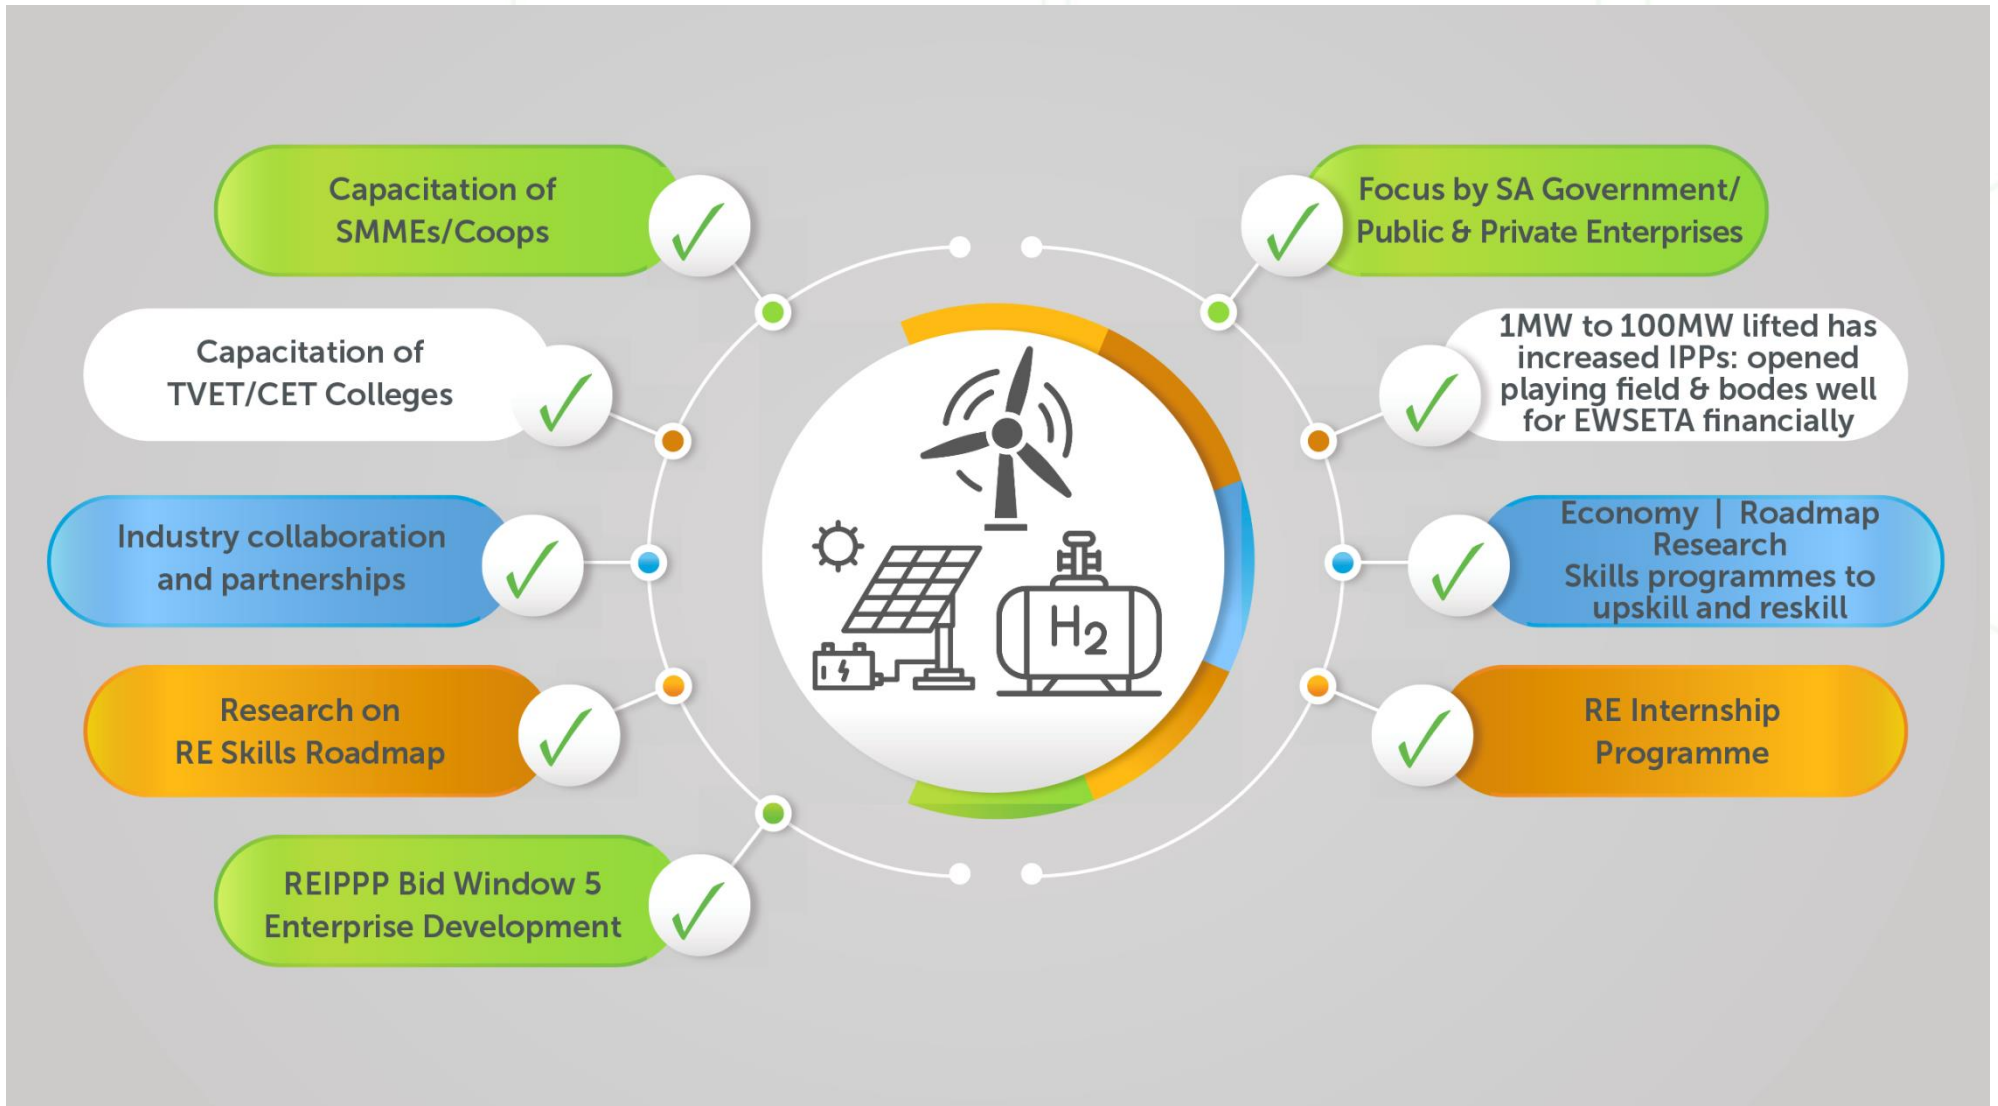 Capacitation of
SMMEs/Coops
Capacitation of
TVET/CET Colleges
Industry collaboration
and partnerships
Research on
RE Skills Roadmap
REIPPP Bid Window 5
Enterprise Development
H2
Focus by SA Government/
Public & Private Enterprises
1MW to 100MW lifted has
increased IPPs: opened
playing field & bodes well
for EWSETA financially
Economy | Roadmap
Research
Skills programmes to
upskill and reskill
RE Internship
Programme